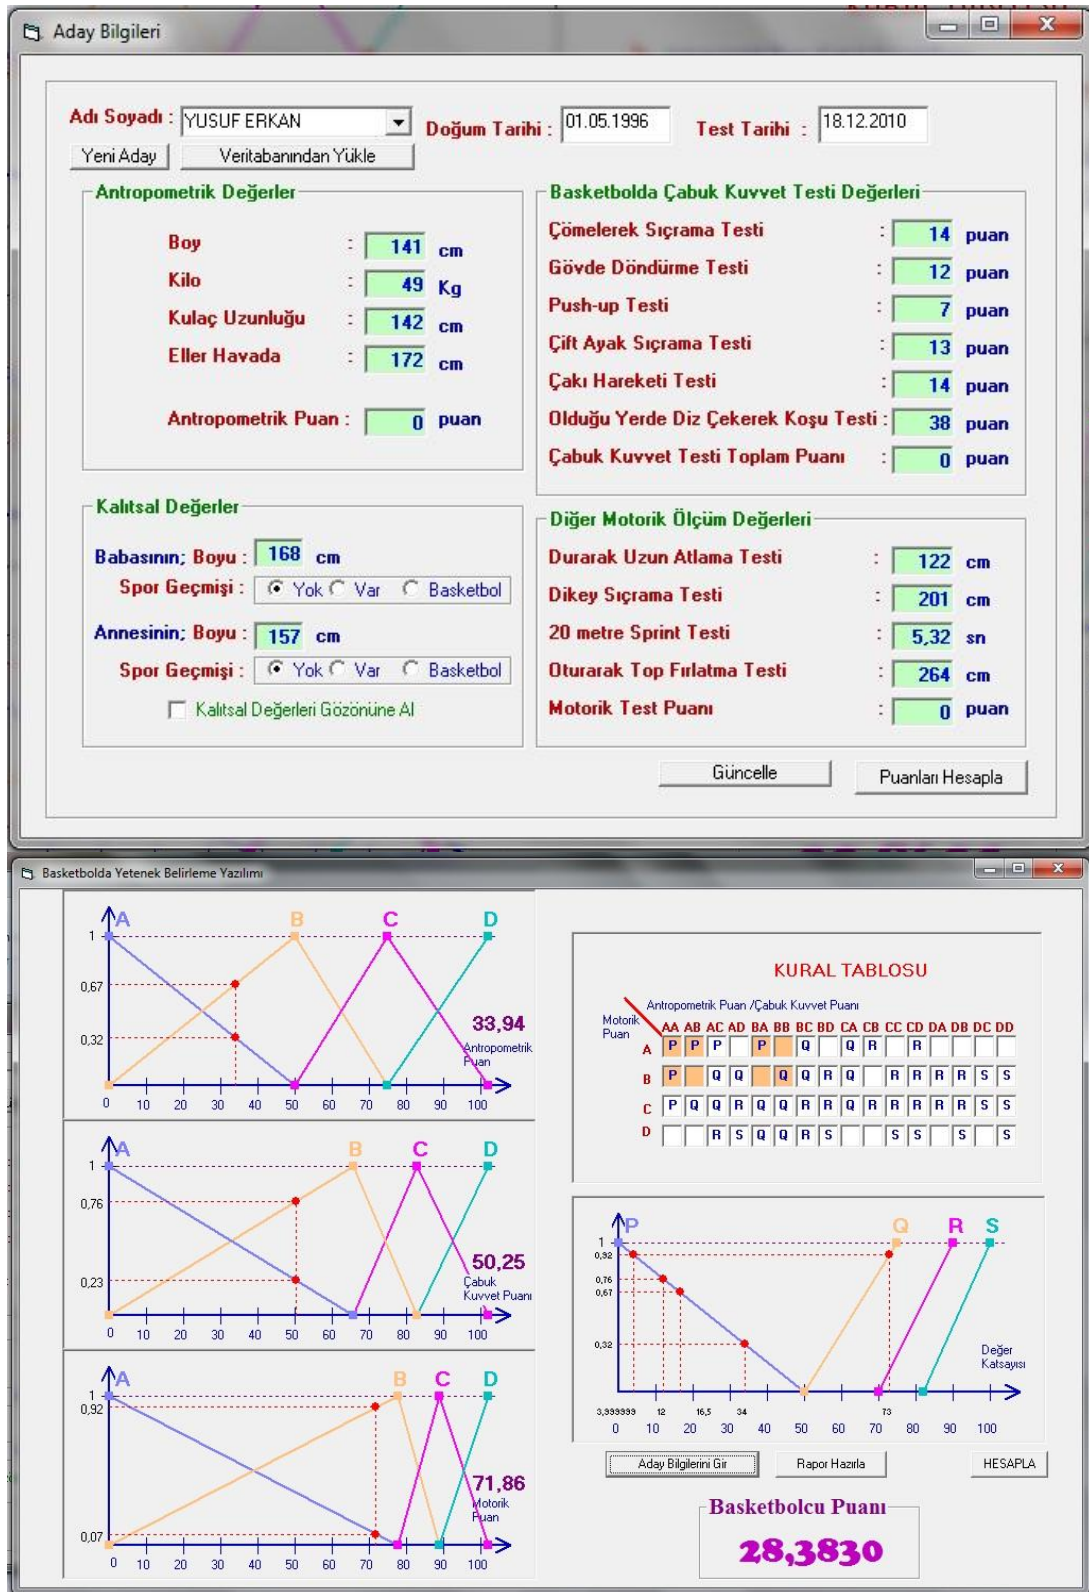 Aday Bilgileri
Adı Soyadı : YUSUF ERKAN Doğum Tarihi : 01.05.1996 Test Tarihi : 18.12.2010
Yeni Aday Veritabanından Yükle
Antropometrik Değerler
Boy : 141 cm
Kilo : 49 Kg
Kulaç Uzunluğu : 142 cm
Eller Havada : 172 cm
Antropometrik Puan : 0 puan
Basketbolda Çabuk Kuvvet Testi Değerleri
Çömelerek Sıçrama Testi : 14 puan
Gövde Döndürme Testi : 12 puan
Push-up Testi : 7 puan
Çift Ayak Sıçrama Testi : 13 puan
Çakı Hareketi Testi : 14 puan
Olduğu Yerde Diz Çekerek Koşu Testi : 38 puan
Çabuk Kuvvet Testi Toplam Puanı : 0 puan
Kalıtsal Değerler
Babasının; Boyu : 168 cm
Spor Geçmişi : Yok Var Basketbol
Annesinin; Boyu : 157 cm
Spor Geçmişi : Yok Var Basketbol
Kalıtsal Değerleri Gözönüne Al
Diğer Motorik Ölçüm Değerleri
Durarak Uzun Atlama Testi : 122 cm
Dikey Sıçrama Testi : 201 cm
20 metre Sprint Testi : 5,32 sn
Oturarak Top Fırlatma Testi : 264 cm
Motorik Test Puanı : 0 puan
Güncelle Puanları Hesapla
Basketbolda Yetenek Belirleme Yazılımı
A B C D
1
0,67
0,32
33,94
Antropometrik
Puan
0 10 20 30 40 50 60 70 80 90 100
A B C D
1
0,76
0,23
50,25
Çabuk
Kuvvet Puanı
0 10 20 30 40 50 60 70 80 90 100
A B C D
1
0,92
0,07
71,86
Motorik
Puan
0 10 20 30 40 50 60 70 80 90 100
KURAL TABLOSU
Antropometrik Puan /Çabuk Kuvvet Puanı
Motorik
Puan
AA AB AC AD BA BB BC BD CA CB CC CD DA DB DC DD
A P P P P Q Q R R
B P Q Q Q Q R Q R R R R S S
C P Q Q R Q Q R R Q R R R R R S S
D R S Q Q R S S S S S
P Q R S
1
0,92
0,76
0,67
0,32
Değer
Katsayısı
3,999999 12 16,5 34 73
0 10 20 30 40 50 60 70 80 90 100
Aday Bilgilerini Gir Rapor Hazırla HESAPLA
Basketbolcu Puanı
28,3830